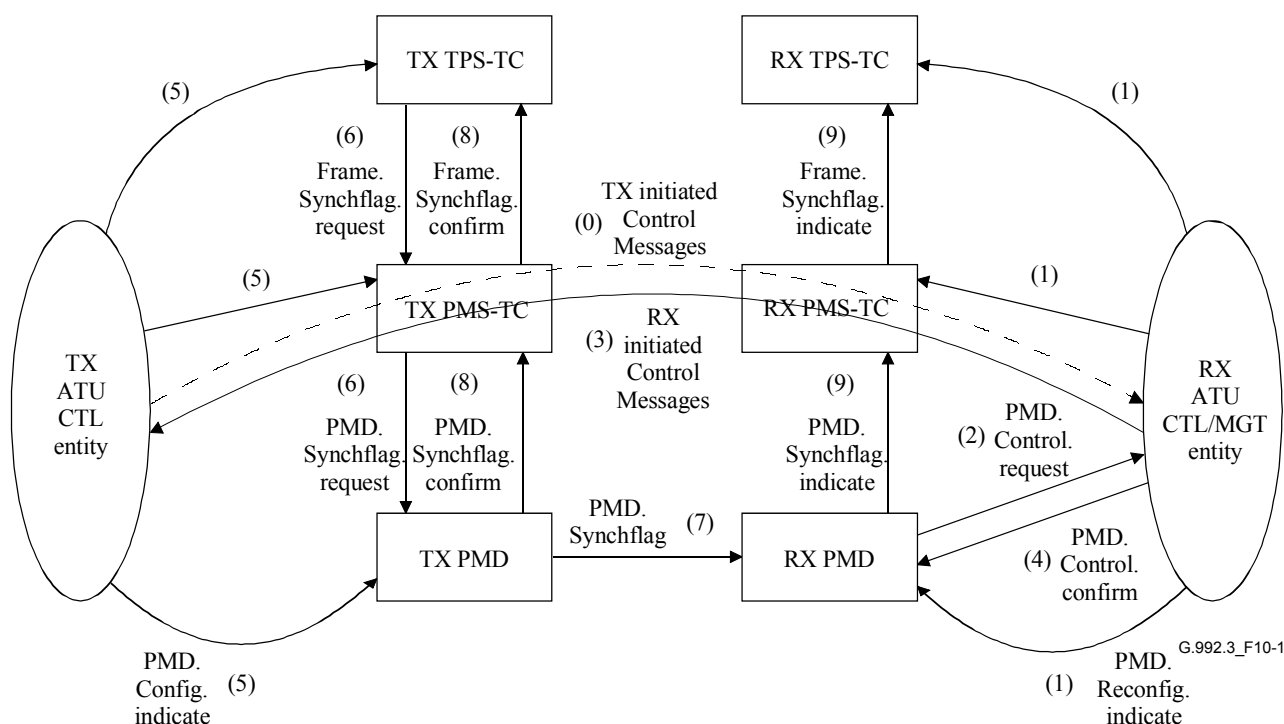 TX TPS-TC
RX TPS-TC
(5)
(1)
(6)
Frame.
Synchflag.
request
(8)
Frame.
Synchflag.
confirm
(9)
Frame.
Synchflag.
indicate
(0)
TX initiated
Control
Messages
(5)
(1)
TX PMS-TC
RX PMS-TC
(3)
RX
initiated
Control
Messages
TX
ATU
CTL
entity
RX
ATU
CTL/MGT
entity
(6)
PMD.
Synchflag.
request
(8)
PMD.
Synchflag.
confirm
(9)
PMD.
Synchflag.
indicate
(2)
PMD.
Control.
request
PMD.
Synchflag
(7)
TX PMD
RX PMD
(4)
PMD.
Control.
confirm
PMD.
Config.
indicate
(5)
(1)
PMD.
Reconfig.
indicate
G.992.3_F10-1